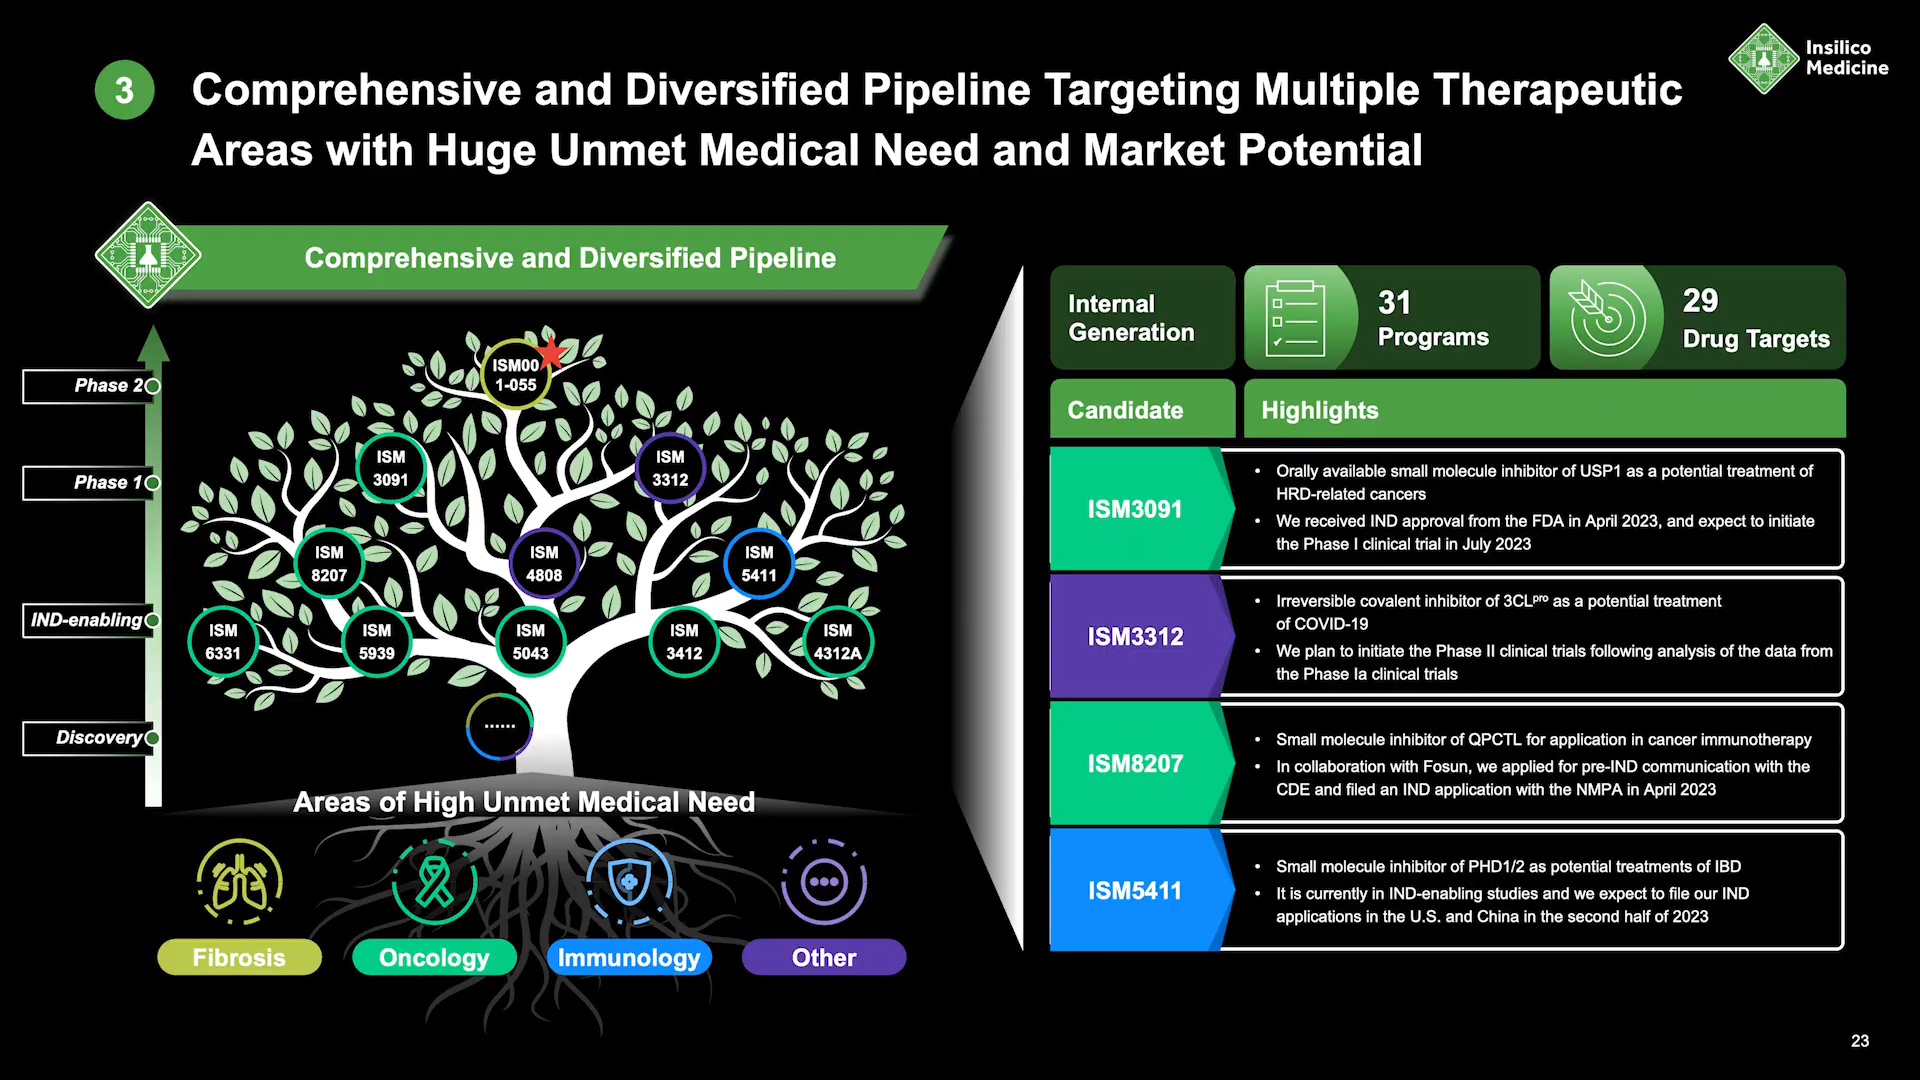 Insilico
Medicine
3
Comprehensive and Diversified Pipeline Targeting Multiple Therapeutic
Areas with Huge Unmet Medical Need and Market Potential
Comprehensive and Diversified Pipeline
Phase 2
Phase 1
IND-enabling
Discovery
ISM00
1-055
ISM
3091
ISM
3312
ISM
8207
ISM
4808
ISM
5411
ISM
6331
ISM
5939
ISM
5043
ISM
3412
ISM
4312A
......
Areas of High Unmet Medical Need
Fibrosis
Oncology
Immunology
Other
Internal
Generation
31
Programs
29
Drug Targets
Candidate
Highlights
ISM3091
• Orally available small molecule inhibitor of USP1 as a potential treatment of
HRD-related cancers
• We received IND approval from the FDA in April 2023, and expect to initiate
the Phase I clinical trial in July 2023
ISM3312
• Irreversible covalent inhibitor of 3CLᵖʳᵒ as a potential treatment
of COVID-19
• We plan to initiate the Phase II clinical trials following analysis of the data from
the Phase Ia clinical trials
ISM8207
• Small molecule inhibitor of QPCTL for application in cancer immunotherapy
• In collaboration with Fosun, we applied for pre-IND communication with the
CDE and filed an IND application with the NMPA in April 2023
ISM5411
• Small molecule inhibitor of PHD1/2 as potential treatments of IBD
• It is currently in IND-enabling studies and we expect to file our IND
applications in the U.S. and China in the second half of 2023
23